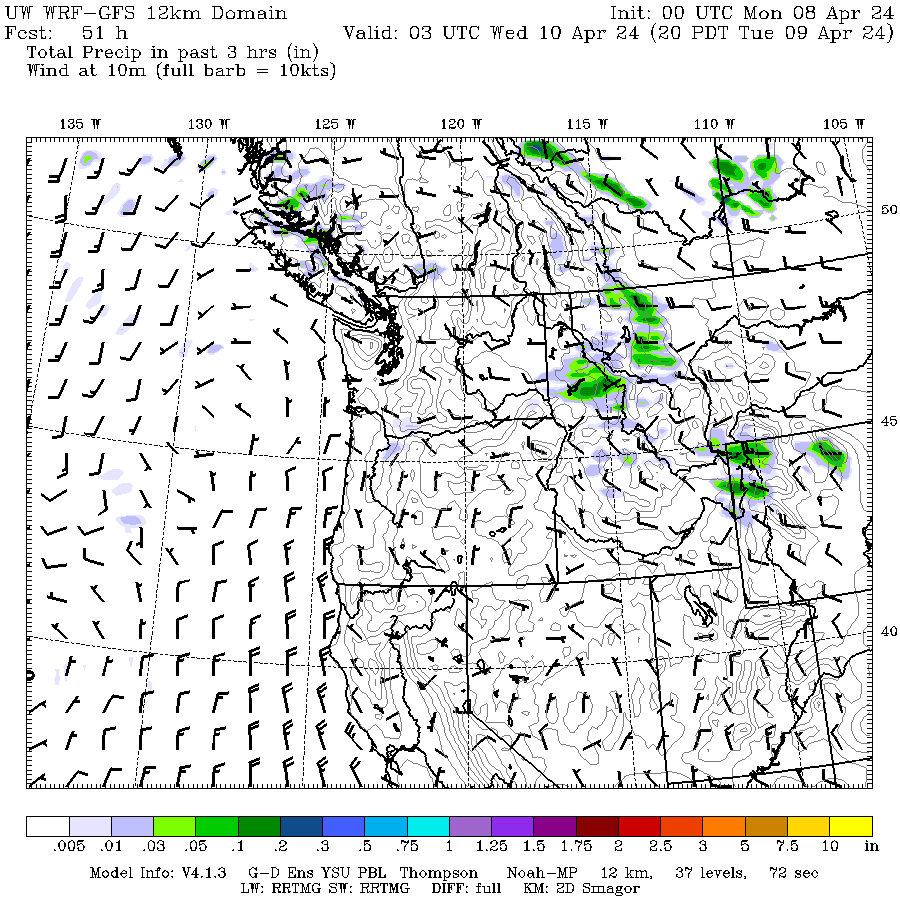 UW WRF-GFS 12km Domain Init: 00 UTC Mon 08 Apr 24
Fcst: 51 h Valid: 03 UTC Wed 10 Apr 24 (20 PDT Tue 09 Apr 24)
Total Precip in past 3 hrs (in)
Wind at 10m (full barb = 10kts)
135 W 130 W 125 W 120 W 115 W 110 W 105 W
50
45
40
.005 .01 .03 .05 .1 .2 .3 .5 .75 1 1.25 1.5 1.75 2 2.5 3 5 7.5 10 in
Model Info: V4.1.3 G-D Ens YSU PBL Thompson Noah-MP 12 km, 37 levels, 72 sec
LW: RRTMG SW: RRTMG DIFF: full KM: 2D Smagor